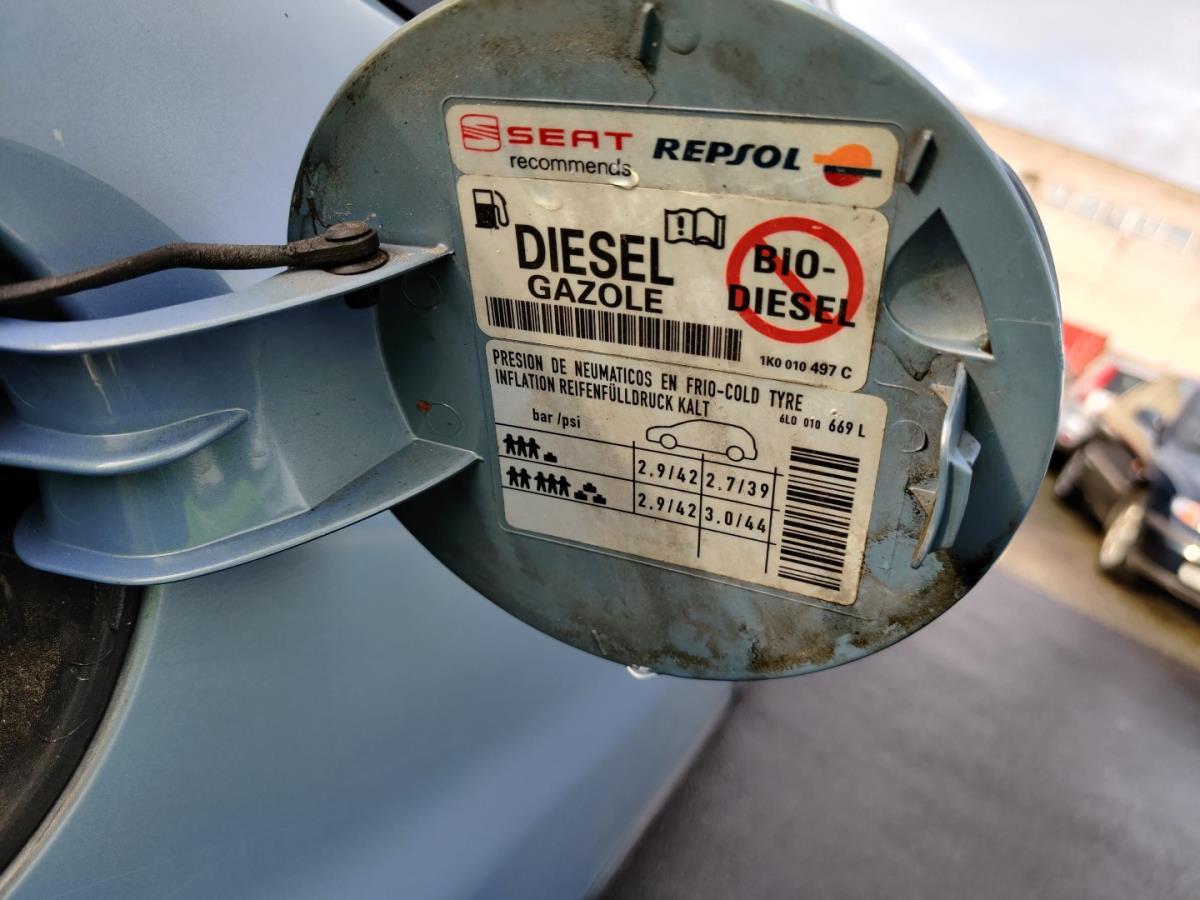 SEAT REPSOL
recommends
DIESEL
GAZOLE
BIO-
DIESEL
1K0 010 497 C
PRESION DE NEUMATICOS EN FRIO-COLD TYRE
INFLATION REIFENFÜLLDRUCK KALT
6L0 010 669 L
bar /psi
2.9/42 2.7/39
2.9/42 3.0/44